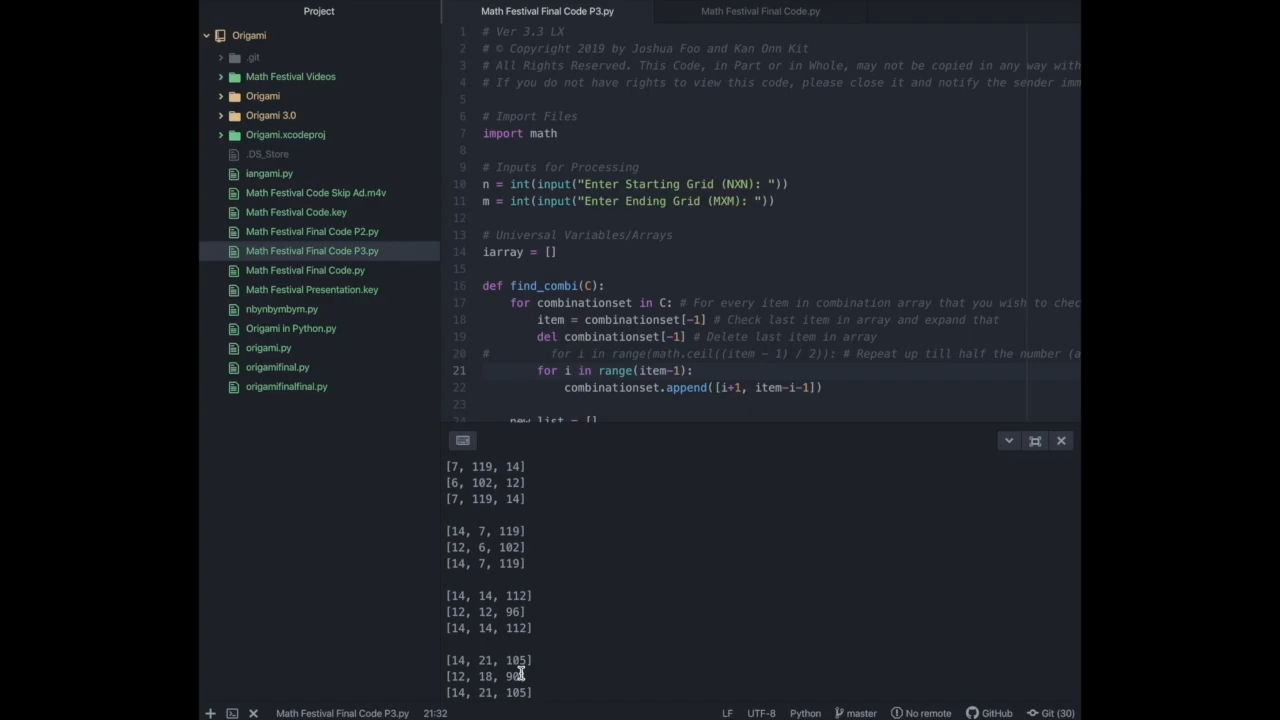 Project
Origami
.git
Math Festival Videos
Origami
Origami 3.0
Origami.xcodeproj
.DS_Store
iangami.py
Math Festival Code Skip Ad.m4v
Math Festival Code.key
Math Festival Final Code P2.py
Math Festival Final Code P3.py
Math Festival Final Code.py
Math Festival Presentation.key
nbynbymbym.py
Origami in Python.py
origami.py
origamifinal.py
origamifinalfinal.py
Math Festival Final Code P3.py
Math Festival Final Code.py
1 # Ver 3.3 LX
2 # © Copyright 2019 by Joshua Foo and Kan Onn Kit
3 # All Rights Reserved. This Code, in Part or in Whole, may not be copied in any way with
4 # If you do not have rights to view this code, please close it and notify the sender imm
5
6 # Import Files
7 import math
8
9 # Inputs for Processing
10 n = int(input("Enter Starting Grid (NXN): "))
11 m = int(input("Enter Ending Grid (MXM): "))
12
13 # Universal Variables/Arrays
14 iarray = []
15
16 def find_combi(C):
17 for combinationset in C: # For every item in combination array that you wish to chec
18 item = combinationset[-1] # Check last item in array and expand that
19 del combinationset[-1] # Delete last item in array
20 # for i in range(math.ceil((item - 1) / 2)): # Repeat up till half the number (a
21 for i in range(item-1):
22 combinationset.append([i+1, item-i-1])
23
24 new_list = []
[7, 119, 14]
[6, 102, 12]
[7, 119, 14]
[14, 7, 119]
[12, 6, 102]
[14, 7, 119]
[14, 14, 112]
[12, 12, 96]
[14, 14, 112]
[14, 21, 105]
[12, 18, 90]
[14, 21, 105]
Math Festival Final Code P3.py 21:32 LF UTF-8 Python master No remote GitHub Git (30)